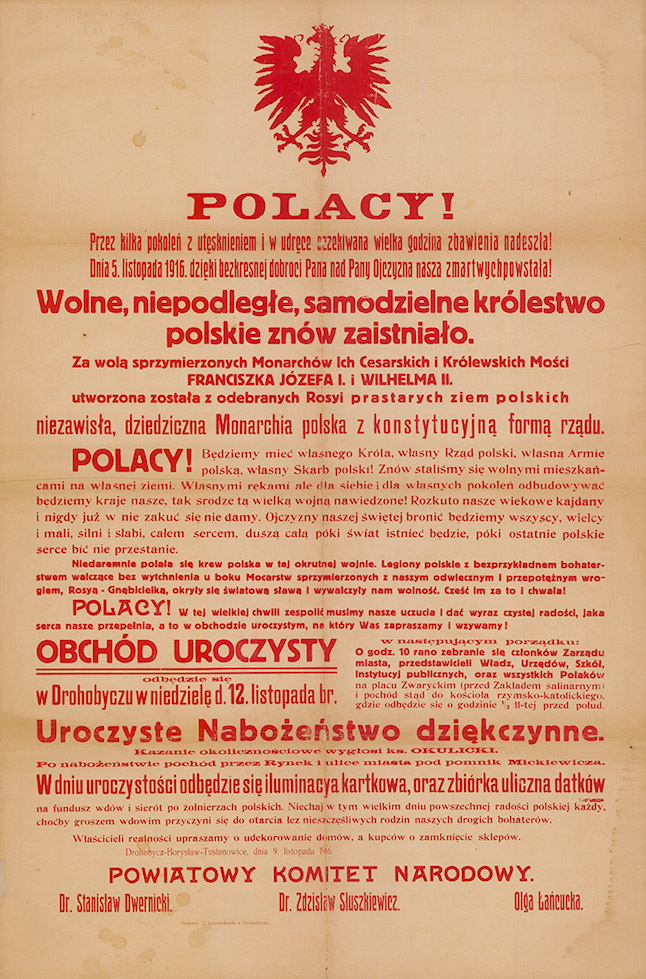 POLACY!
Przez kilka pokoleń z utęsknieniem i w udręce oczekiwana wielka godzina zbawienia nadeszła!
Dnia 5. listopada 1916. dzięki bezkresnej dobroci Pana nad Pany Ojczyzna nasza zmartwychpowstała!
Wolne, niepodległe, samodzielne królestwo
polskie znów zaistniało.
Za wolą sprzymierzonych Monarchów Ich Cesarskich i Królewskich Mości
FRANCISZKA JÓZEFA I. i WILHELMA II.
utworzona została z odebranych Rosyi prastarych ziem polskich
niezawisła, dziedziczna Monarchia polska z konstytucyjną formą rządu.
POLACY! Będziemy mieć własnego Króla, własny Rząd polski, własną Armię
polską, własny Skarb polski! Znów staliśmy się wolnymi mieszkań-
cami na własnej ziemi. Własnymi rękami ale dla siebie i dla własnych pokoleń odbudowywać
będziemy kraje nasze, tak srodze tą wielką wojną nawiedzone! Rozkuto nasze wiekowe kajdany
i nigdy już w nie zakuć się nie damy. Ojczyzny naszej świętej bronić będziemy wszyscy, wielcy
i mali, silni i słabi, całem sercem, duszą całą póki świat istnieć będzie, póki ostatnie polskie
serce bić nie przestanie.
Niedaremnie polała się krew polska w tej okrutnej wojnie. Legiony polskie z bezprzykładnem bohater-
stwem walczące bez wytchnienia u boku Mocarstw sprzymierzonych z naszym odwiecznym i przepotężnym wro-
giem, Rosyą - Gnębicielką, okryły się światową sławą i wywalczyły nam wolność. Cześć im za to i chwała!
POLACY! W tej wielkiej chwili zespolić musimy nasze uczucia i dać wyraz czystej radości, jaka
serca nasze przepełnia, a to w obchodzie uroczystym, na który Was zapraszamy i wzywamy!
OBCHÓD UROCZYSTY
odbędzie się
w Drohobyczu w niedzielę d. 12. listopada br.
w następującym porządku:
O godz. 10 rano zebranie się członków Zarządu
miasta, przedstawicieli Władz, Urzędów, Szkół,
Instytucyj publicznych, oraz wszystkich Polaków
na placu Zwaryckim (przed Zakładem salinarnym)
i pochód stąd do kościoła rzymsko-katolickiego,
gdzie odbędzie się o godzinie ½ 11-tej przed połud.
Uroczyste Nabożeństwo dziękczynne.
Kazanie okolicznościowe wygłosi ks. OKULICKI.
Po nabożeństwie pochód przez Rynek i ulice miasta pod pomnik Mickiewicza.
W dniu uroczystości odbędzie się iluminacya kartkowa, oraz zbiórka uliczna datków
na fundusz wdów i sierót po żołnierzach polskich. Niechaj w tym wielkim dniu powszechnej radości polskiej każdy,
choćby groszem wdowim przyczyni się do otarcia łez nieszczęśliwych rodzin naszych drogich bohaterów.
Właścicieli realności upraszamy o udekorowanie domów, a kupców o zamknięcie sklepów.
Drohobycz-Borysław-Tustanowice, dnia 9. listopada 1916.
POWIATOWY KOMITET NARODOWY.
Dr. Stanisław Dwernicki. Dr. Zdzisław Słuszkiewicz. Olga Łańcucka.